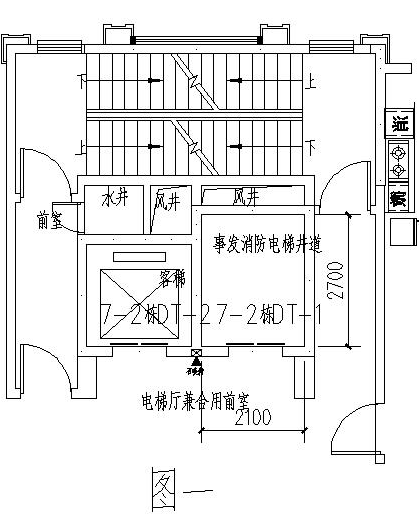 下
上
上
下
水井
风井
风井
前室
事发消防电梯井道
客梯
7-2栋DT-2
7-2栋DT-1
2700
电梯厅兼合用前室
2100
图一